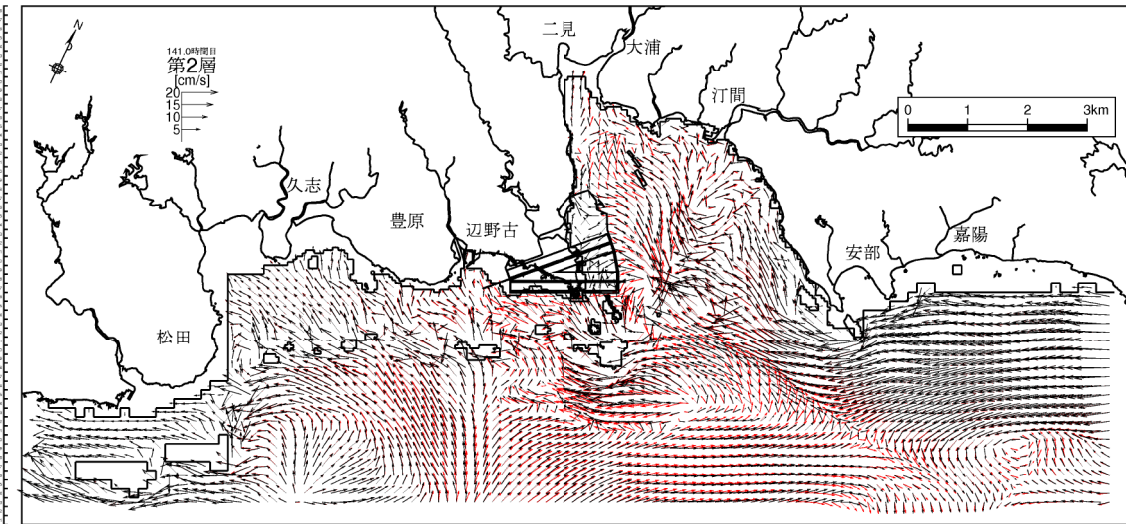 N
141.0時間目
第2層
[cm/s]
20
15
10
5
二見
大浦
汀間
0 1 2 3km
久志
豊原
辺野古
安部
嘉陽
松田